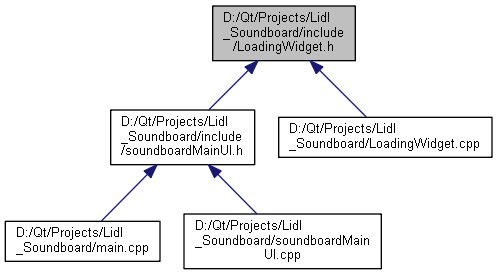 D:/Qt/Projects/Lidl
_Soundboard/include
/LoadingWidget.h
D:/Qt/Projects/Lidl
_Soundboard/include
/soundboardMainUI.h
D:/Qt/Projects/Lidl
_Soundboard/LoadingWidget.cpp
D:/Qt/Projects/Lidl
_Soundboard/main.cpp
D:/Qt/Projects/Lidl
_Soundboard/soundboardMain
UI.cpp